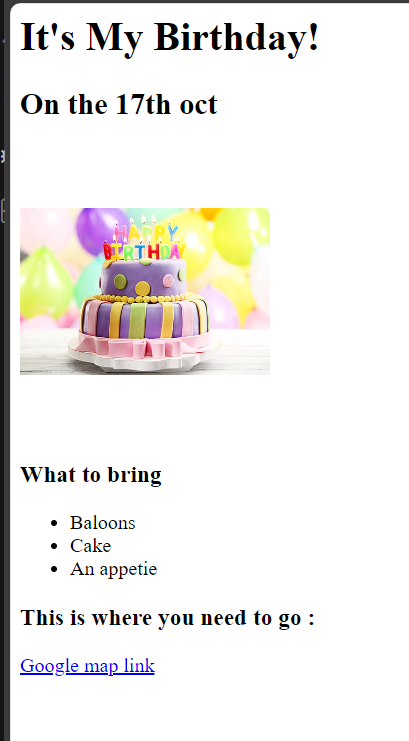 It's My Birthday!
On the 17th oct
HAPPY
BIRTHDAY
What to bring
Baloons
Cake
An appetie
This is where you need to go :
Google map link